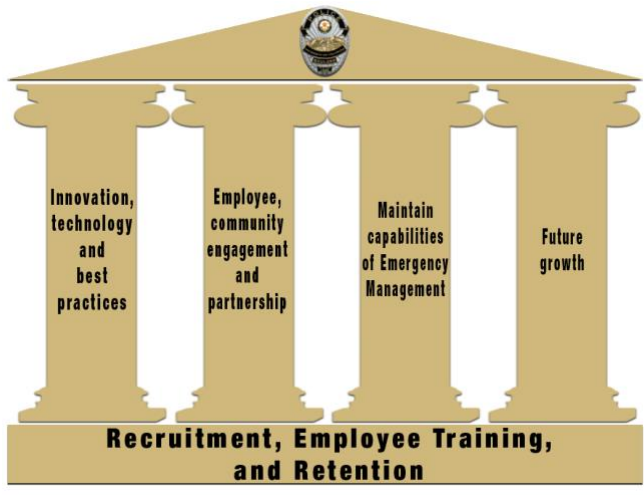 POLICE
Innovation,
technology
and
best
practices
Employee,
community
engagement
and
partnership
Maintain
capabilities
of Emergency
Management
Future
growth
Recruitment, Employee Training,
and Retention